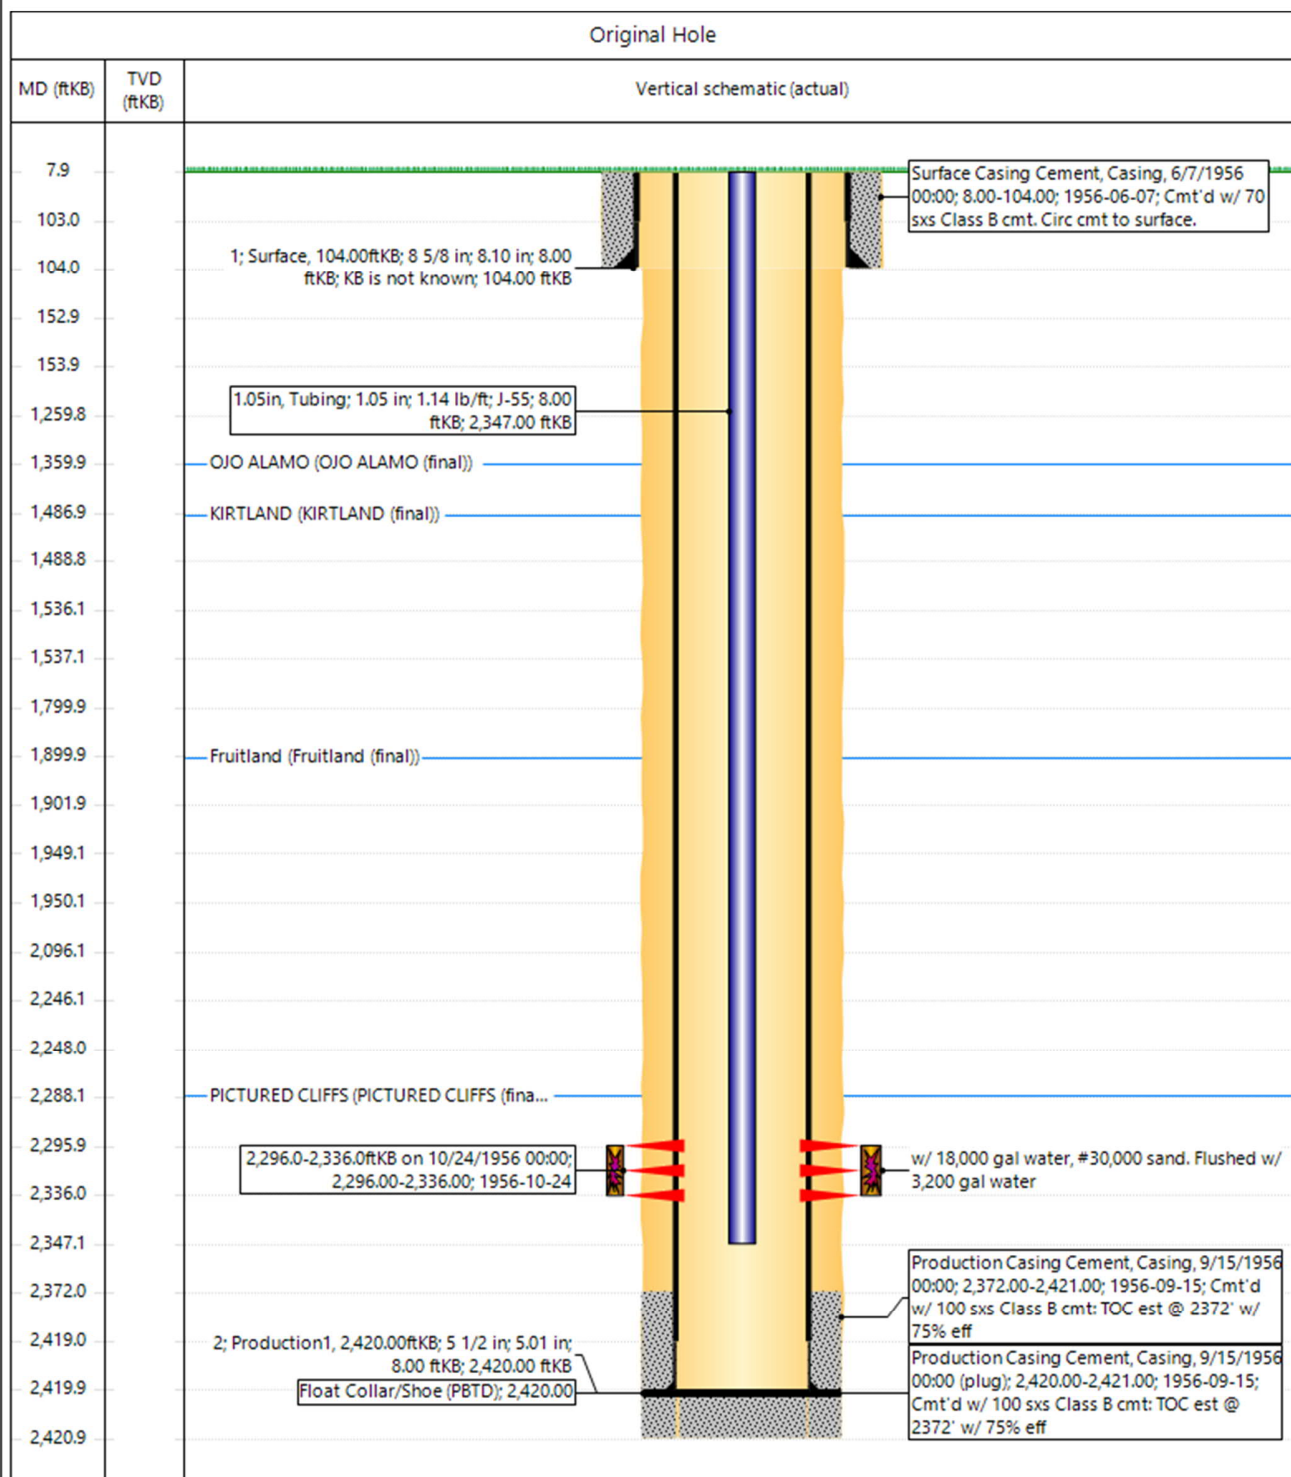 Original Hole
MD (ftKB)
TVD
(ftKB)
Vertical schematic (actual)
7.9
Surface Casing Cement, Casing, 6/7/1956
00:00; 8.00-104.00; 1956-06-07; Cmt'd w/ 70
sxs Class B cmt. Circ cmt to surface.
103.0
1; Surface, 104.00ftKB; 8 5/8 in; 8.10 in; 8.00
ftKB; KB is not known; 104.00 ftKB
104.0
152.9
153.9
1.05in, Tubing; 1.05 in; 1.14 lb/ft; J-55; 8.00
ftKB; 2,347.00 ftKB
1,259.8
1,359.9
OJO ALAMO (OJO ALAMO (final))
1,486.9
KIRTLAND (KIRTLAND (final))
1,488.8
1,536.1
1,537.1
1,799.9
1,899.9
Fruitland (Fruitland (final))
1,901.9
1,949.1
1,950.1
2,096.1
2,246.1
2,248.0
2,288.1
PICTURED CLIFFS (PICTURED CLIFFS (fina...
2,295.9
2,296.0-2,336.0ftKB on 10/24/1956 00:00;
2,296.00-2,336.00; 1956-10-24
w/ 18,000 gal water, #30,000 sand. Flushed w/
3,200 gal water
2,336.0
2,347.1
Production Casing Cement, Casing, 9/15/1956
00:00; 2,372.00-2,421.00; 1956-09-15; Cmt'd
w/ 100 sxs Class B cmt: TOC est @ 2372' w/
75% eff
2,372.0
2,419.0
2; Production1, 2,420.00ftKB; 5 1/2 in; 5.01 in;
8.00 ftKB; 2,420.00 ftKB
Float Collar/Shoe (PBTD); 2,420.00
Production Casing Cement, Casing, 9/15/1956
00:00 (plug); 2,420.00-2,421.00; 1956-09-15;
Cmt'd w/ 100 sxs Class B cmt: TOC est @
2372' w/ 75% eff
2,419.9
2,420.9